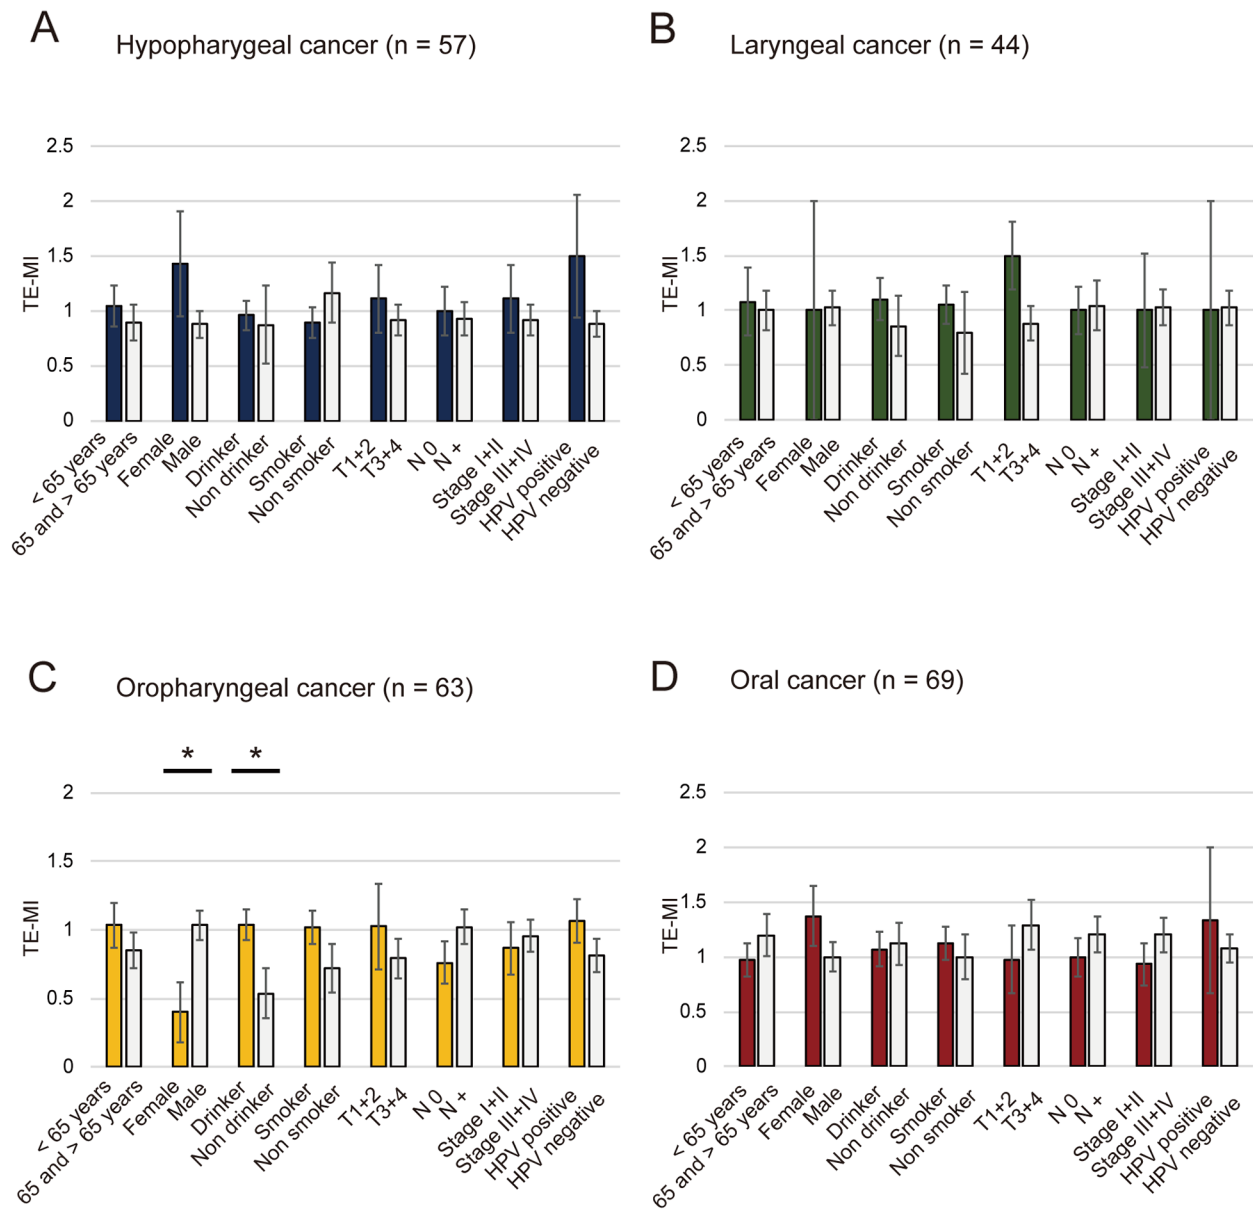 A
Hypopharygeal cancer (n = 57)
TE-MI
2.5
2
1.5
1
0.5
0
< 65 years
65 and > 65 years
Female
Male
Drinker
Non drinker
Smoker
Non smoker
T1+2
T3+4
N 0
N +
Stage I+II
Stage III+IV
HPV positive
HPV negative
B
Laryngeal cancer (n = 44)
TE-MI
2.5
2
1.5
1
0.5
0
< 65 years
65 and > 65 years
Female
Male
Drinker
Non drinker
Smoker
Non smoker
T1+2
T3+4
N 0
N +
Stage I+II
Stage III+IV
HPV positive
HPV negative
C
Oropharyngeal cancer (n = 63)
* *
TE-MI
2
1.5
1
0.5
0
< 65 years
65 and > 65 years
Female
Male
Drinker
Non drinker
Smoker
Non smoker
T1+2
T3+4
N 0
N +
Stage I+II
Stage III+IV
HPV positive
HPV negative
D
Oral cancer (n = 69)
TE-MI
2.5
2
1.5
1
0.5
0
< 65 years
65 and > 65 years
Female
Male
Drinker
Non drinker
Smoker
Non smoker
T1+2
T3+4
N 0
N +
Stage I+II
Stage III+IV
HPV positive
HPV negative